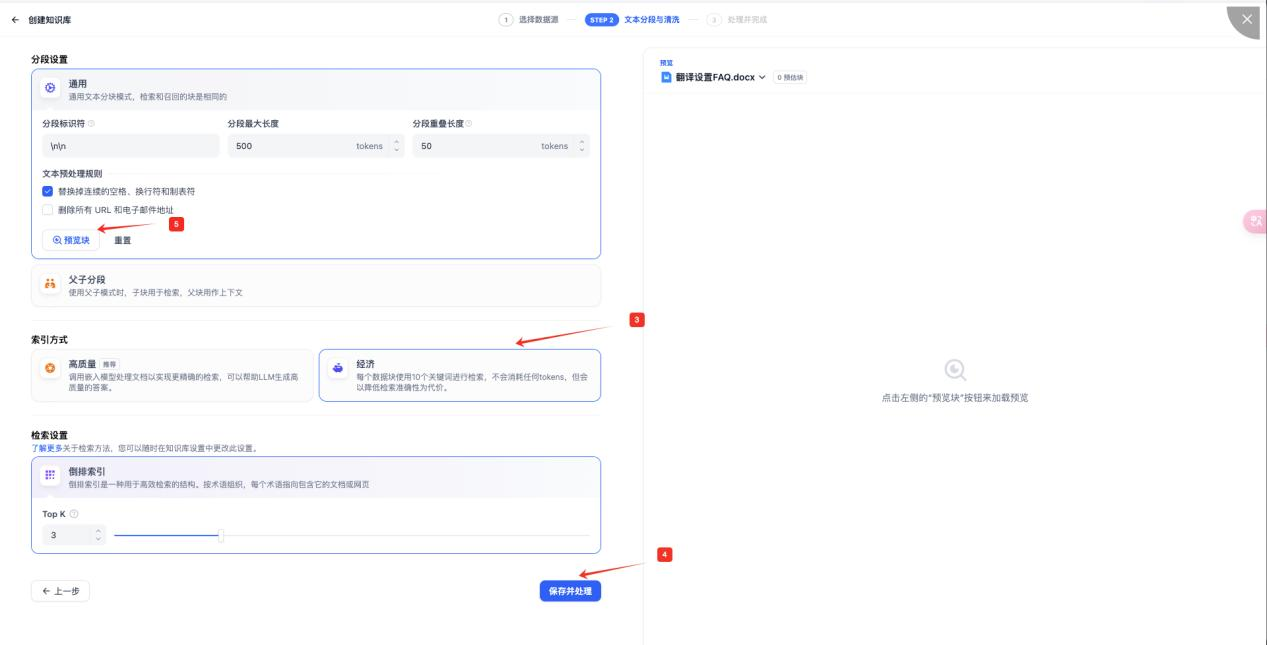 创建知识库
1 选择数据源
STEP 2 文本分段与清洗
3 处理并完成
分段设置
通用
通用文本分块模式，检索和召回的块是相同的
分段标识符
分段最大长度
分段重叠长度
\n\n
500 tokens
50 tokens
文本预处理规则
替换掉连续的空格、换行符和制表符
删除所有 URL 和电子邮件地址
5
预览块
重置
父子分段
使用父子模式时，子块用于检索，父块用作上下文
3
索引方式
高质量 推荐
调用嵌入模型处理文档以实现更精确的检索，可以帮助LLM生成高
质量的答案。
经济
每个数据块使用10个关键词进行检索，不会消耗任何tokens，但会
以降低检索准确性为代价。
检索设置
了解更多关于检索方法，您可以随时在知识库设置中更改此设置。
倒排索引
倒排索引是一种用于高效检索的结构。按术语组织，每个术语指向包含它的文档或网页
Top K
3
4
上一步
保存并处理
预览
翻译设置FAQ.docx
0 预估块
点击左侧的“预览块”按钮来加载预览